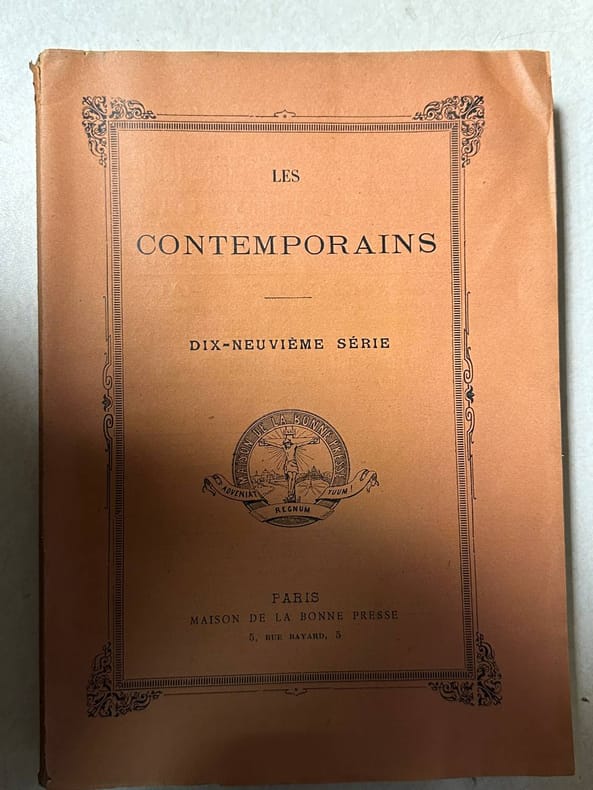 LES
CONTEMPORAINS
DIX-NEUVIÈME SÉRIE
MAISON DE LA BONNE PRESSE
ADVENIAT REGNUM TUUM!
PARIS
MAISON DE LA BONNE PRESSE
5, RUE BAYARD, 5